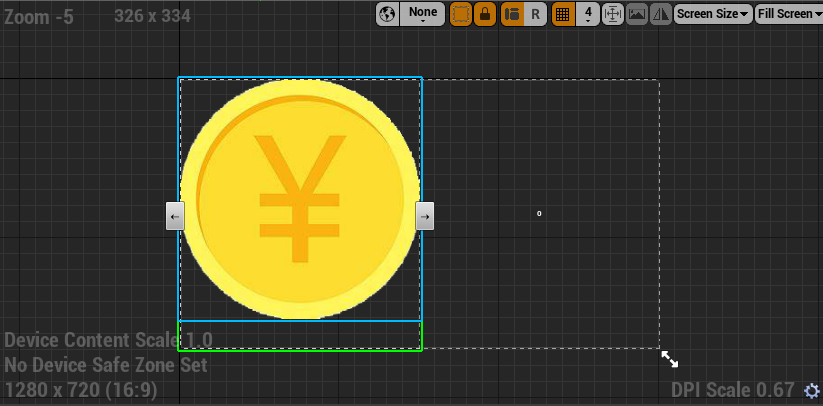 Zoom -5 326 x 334 None R 4 Screen Size Fill Screen
¥
← →
0
Device Content Scale 1.0
No Device Safe Zone Set
1280 x 720 (16:9) DPI Scale 0.67